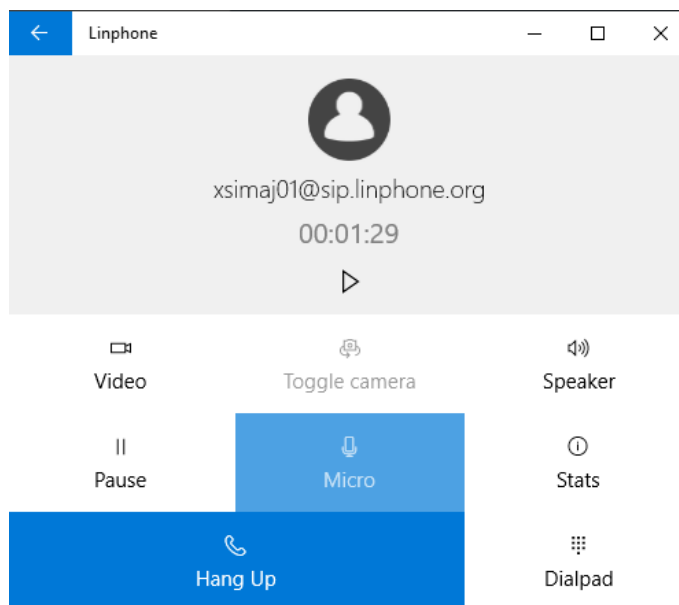 Linphone
xsimaj01@sip.linphone.org
00:01:29
Video
Toggle camera
Speaker
Pause
Micro
Stats
Hang Up
Dialpad